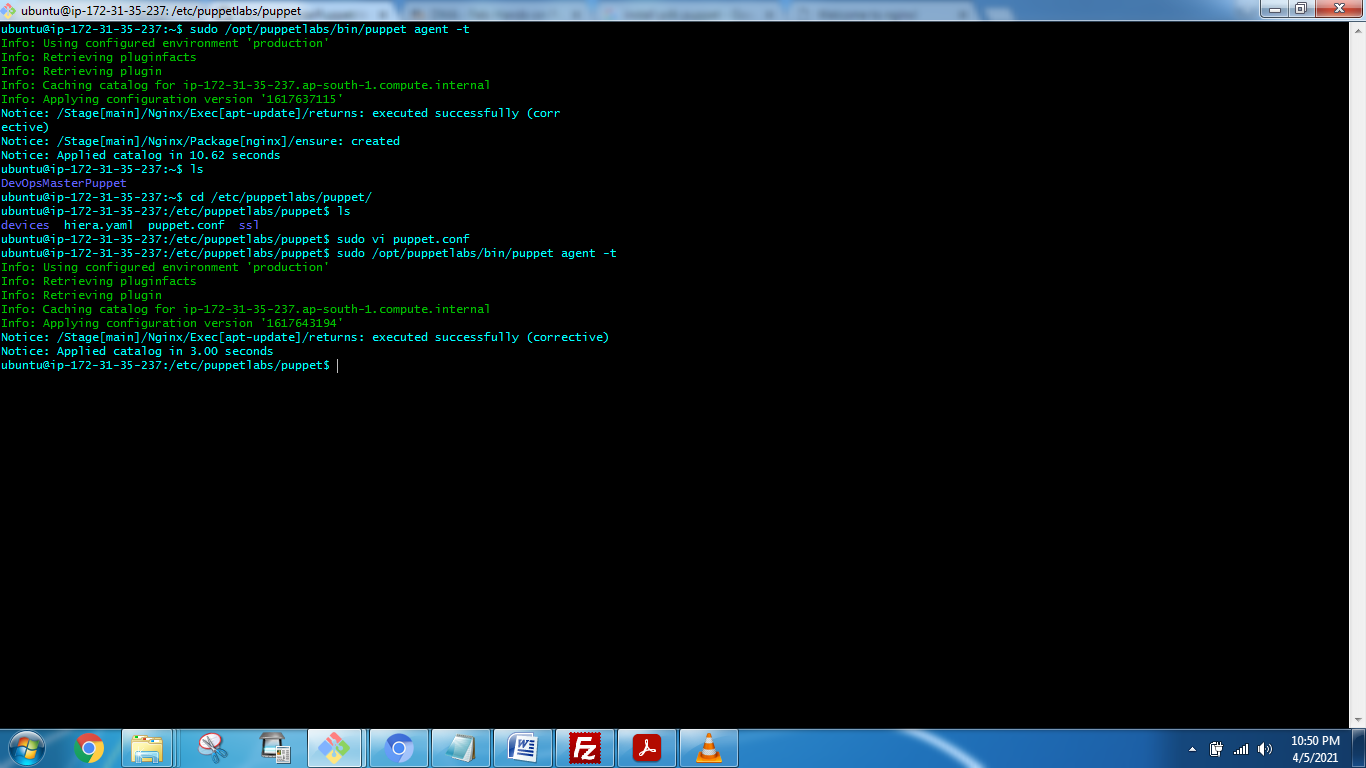 ubuntu@ip-172-31-35-237: /etc/puppetlabs/puppet
ubuntu@ip-172-31-35-237:~$ sudo /opt/puppetlabs/bin/puppet agent -t
Info: Using configured environment 'production'
Info: Retrieving pluginfacts
Info: Retrieving plugin
Info: Caching catalog for ip-172-31-35-237.ap-south-1.compute.internal
Info: Applying configuration version '1617637115'
Notice: /Stage[main]/Nginx/Exec[apt-update]/returns: executed successfully (corr
ective)
Notice: /Stage[main]/Nginx/Package[nginx]/ensure: created
Notice: Applied catalog in 10.62 seconds
ubuntu@ip-172-31-35-237:~$ ls
DevOpsMasterPuppet
ubuntu@ip-172-31-35-237:~$ cd /etc/puppetlabs/puppet/
ubuntu@ip-172-31-35-237:/etc/puppetlabs/puppet$ ls
devices  hiera.yaml  puppet.conf  ssl
ubuntu@ip-172-31-35-237:/etc/puppetlabs/puppet$ sudo vi puppet.conf
ubuntu@ip-172-31-35-237:/etc/puppetlabs/puppet$ sudo /opt/puppetlabs/bin/puppet agent -t
Info: Using configured environment 'production'
Info: Retrieving pluginfacts
Info: Retrieving plugin
Info: Caching catalog for ip-172-31-35-237.ap-south-1.compute.internal
Info: Applying configuration version '1617643194'
Notice: /Stage[main]/Nginx/Exec[apt-update]/returns: executed successfully (corrective)
Notice: Applied catalog in 3.00 seconds
ubuntu@ip-172-31-35-237:/etc/puppetlabs/puppet$
10:50 PM
4/5/2021